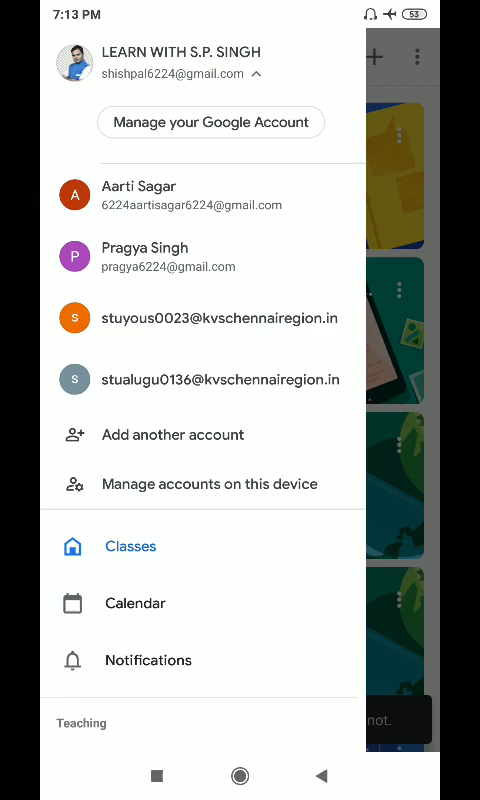 7:13 PM
53
LEARN WITH S.P. SINGH
shishpal6224@gmail.com
Manage your Google Account
A
Aarti Sagar
6224aartisagar6224@gmail.com
P
Pragya Singh
pragya6224@gmail.com
s
stuyous0023@kvschennairegion.in
s
stualugu0136@kvschennairegion.in
Add another account
Manage accounts on this device
Classes
Calendar
Notifications
not.
Teaching